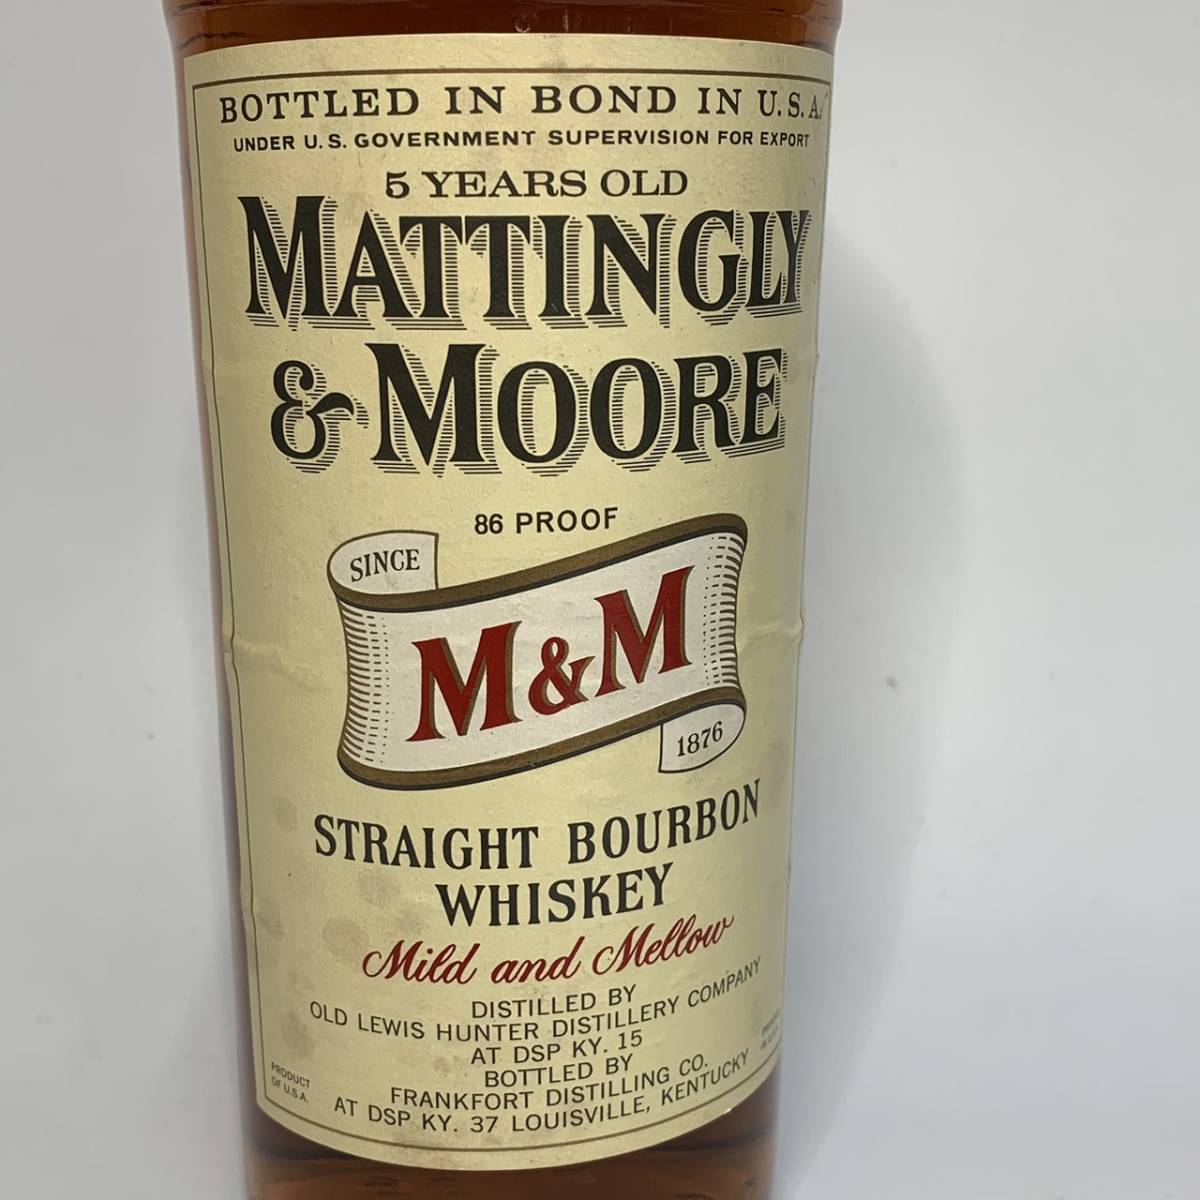 BOTTLED IN BOND IN U.S.A.
UNDER U.S. GOVERNMENT SUPERVISION FOR EXPORT
5 YEARS OLD
MATTINGLY
& MOORE
86 PROOF
SINCE
M&M
1876
STRAIGHT BOURBON
WHISKEY
Mild and Mellow
DISTILLED BY
OLD LEWIS HUNTER DISTILLERY COMPANY
AT DSP KY. 15
BOTTLED BY
FRANKFORT DISTILLING CO.
AT DSP KY. 37 LOUISVILLE, KENTUCKY
PRODUCT
OF U.S.A.